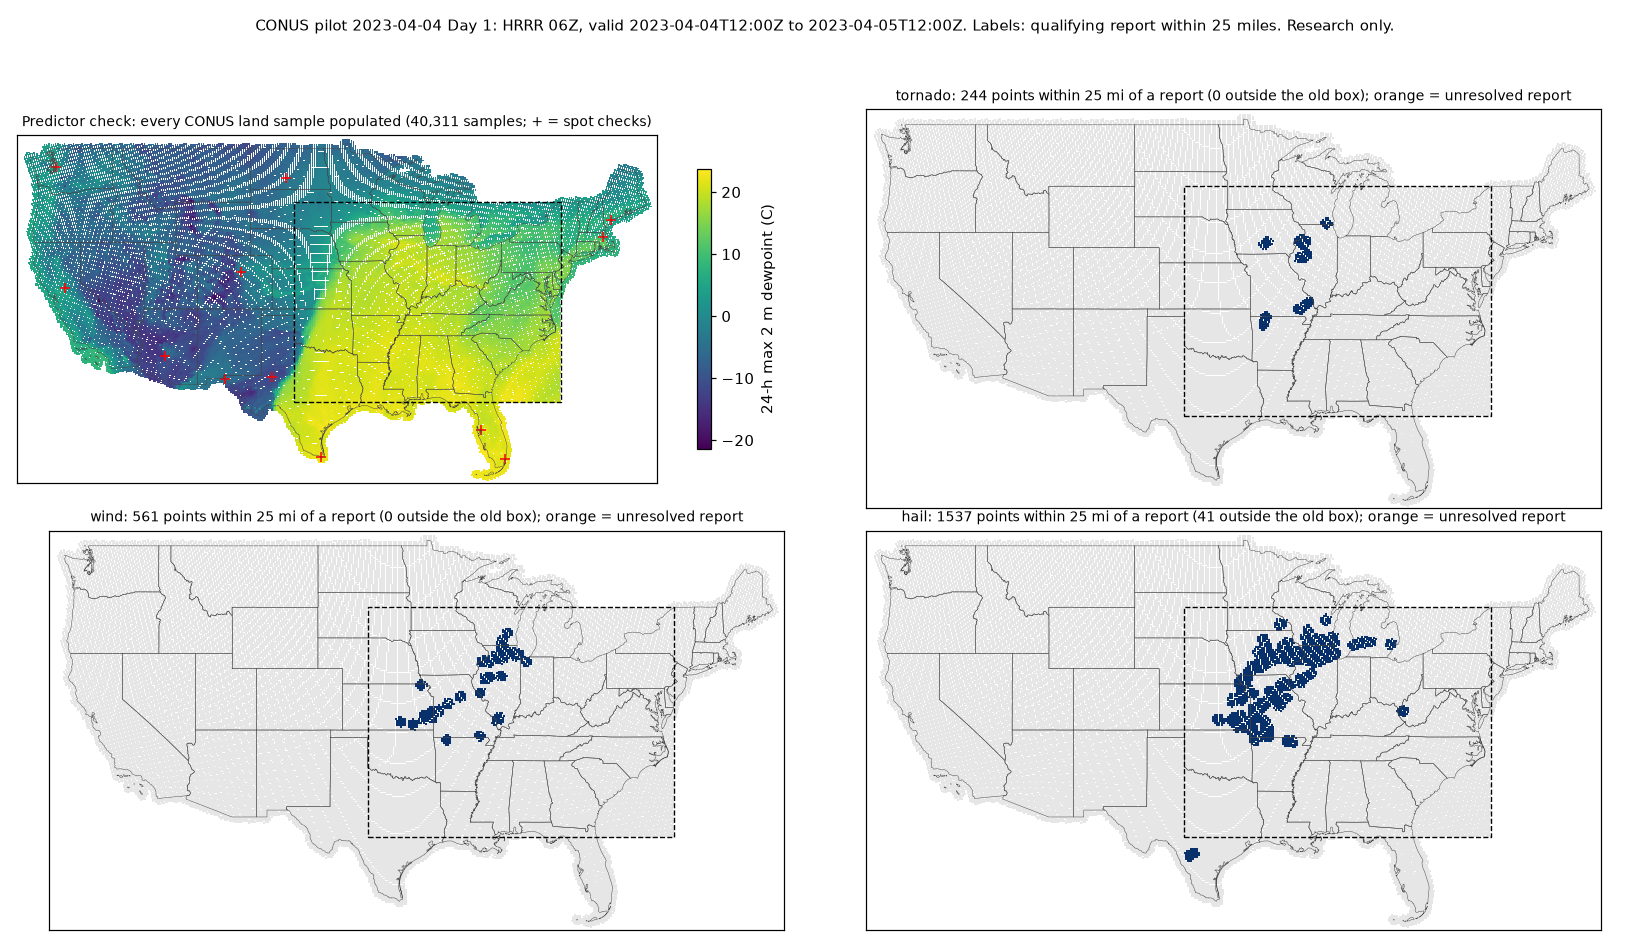 CONUS pilot 2023-04-04 Day 1: HRRR 06Z, valid 2023-04-04T12:00Z to 2023-04-05T12:00Z. Labels: qualifying report within 25 miles. Research only.
Predictor check: every CONUS land sample populated (40,311 samples; + = spot checks)
20
10
0
−10
−20
24-h max 2 m dewpoint (C)
tornado: 244 points within 25 mi of a report (0 outside the old box); orange = unresolved report
wind: 561 points within 25 mi of a report (0 outside the old box); orange = unresolved report
hail: 1537 points within 25 mi of a report (41 outside the old box); orange = unresolved report